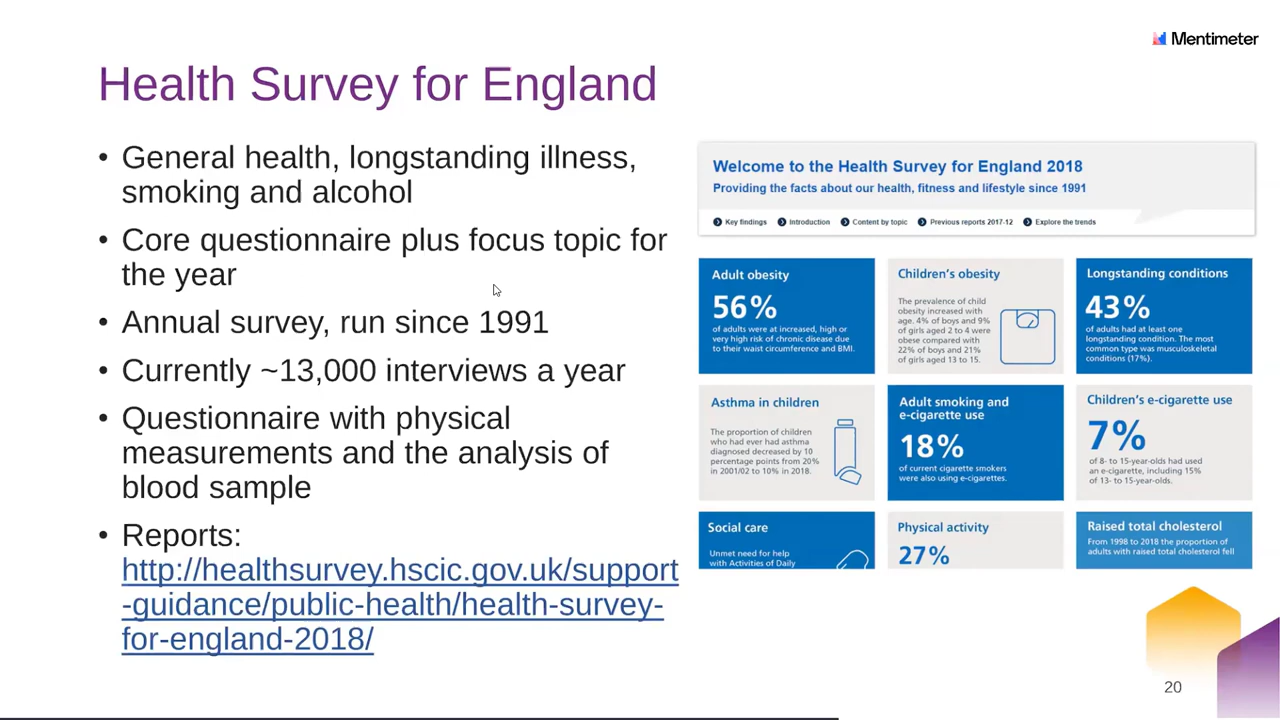 Mentimeter
Health Survey for England
• General health, longstanding illness,
smoking and alcohol
• Core questionnaire plus focus topic for
the year
• Annual survey, run since 1991
• Currently ~13,000 interviews a year
• Questionnaire with physical
measurements and the analysis of
blood sample
• Reports:
http://healthsurvey.hscic.gov.uk/support
-guidance/public-health/health-survey-
for-england-2018/
Welcome to the Health Survey for England 2018
Providing the facts about our health, fitness and lifestyle since 1991
Key findings Introduction Content by topic Previous reports 2017-12 Explore the trends
Adult obesity
56%
of adults were at increased, high or
very high risk of chronic disease due
to their waist circumference and BMI.
Children's obesity
The prevalence of child
obesity increased with
age. 4% of boys and 9%
of girls aged 2 to 4 were
obese compared with
22% of boys and 21%
of girls aged 13 to 15.
Longstanding conditions
43%
of adults had at least one
longstanding condition. The most
common type was musculoskeletal
conditions (17%).
Asthma in children
The proportion of children
who had ever had asthma
diagnosed decreased by 10
percentage points from 20%
in 2001/02 to 10% in 2018.
Adult smoking and
e-cigarette use
18%
of current cigarette smokers
were also using e-cigarettes.
Children's e-cigarette use
7%
of 8- to 15-year-olds had used
an e-cigarette, including 15%
of 13- to 15-year-olds.
Social care
Unmet need for help
with Activities of Daily
Physical activity
27%
Raised total cholesterol
From 1998 to 2018 the proportion of
adults with raised total cholesterol fell
20